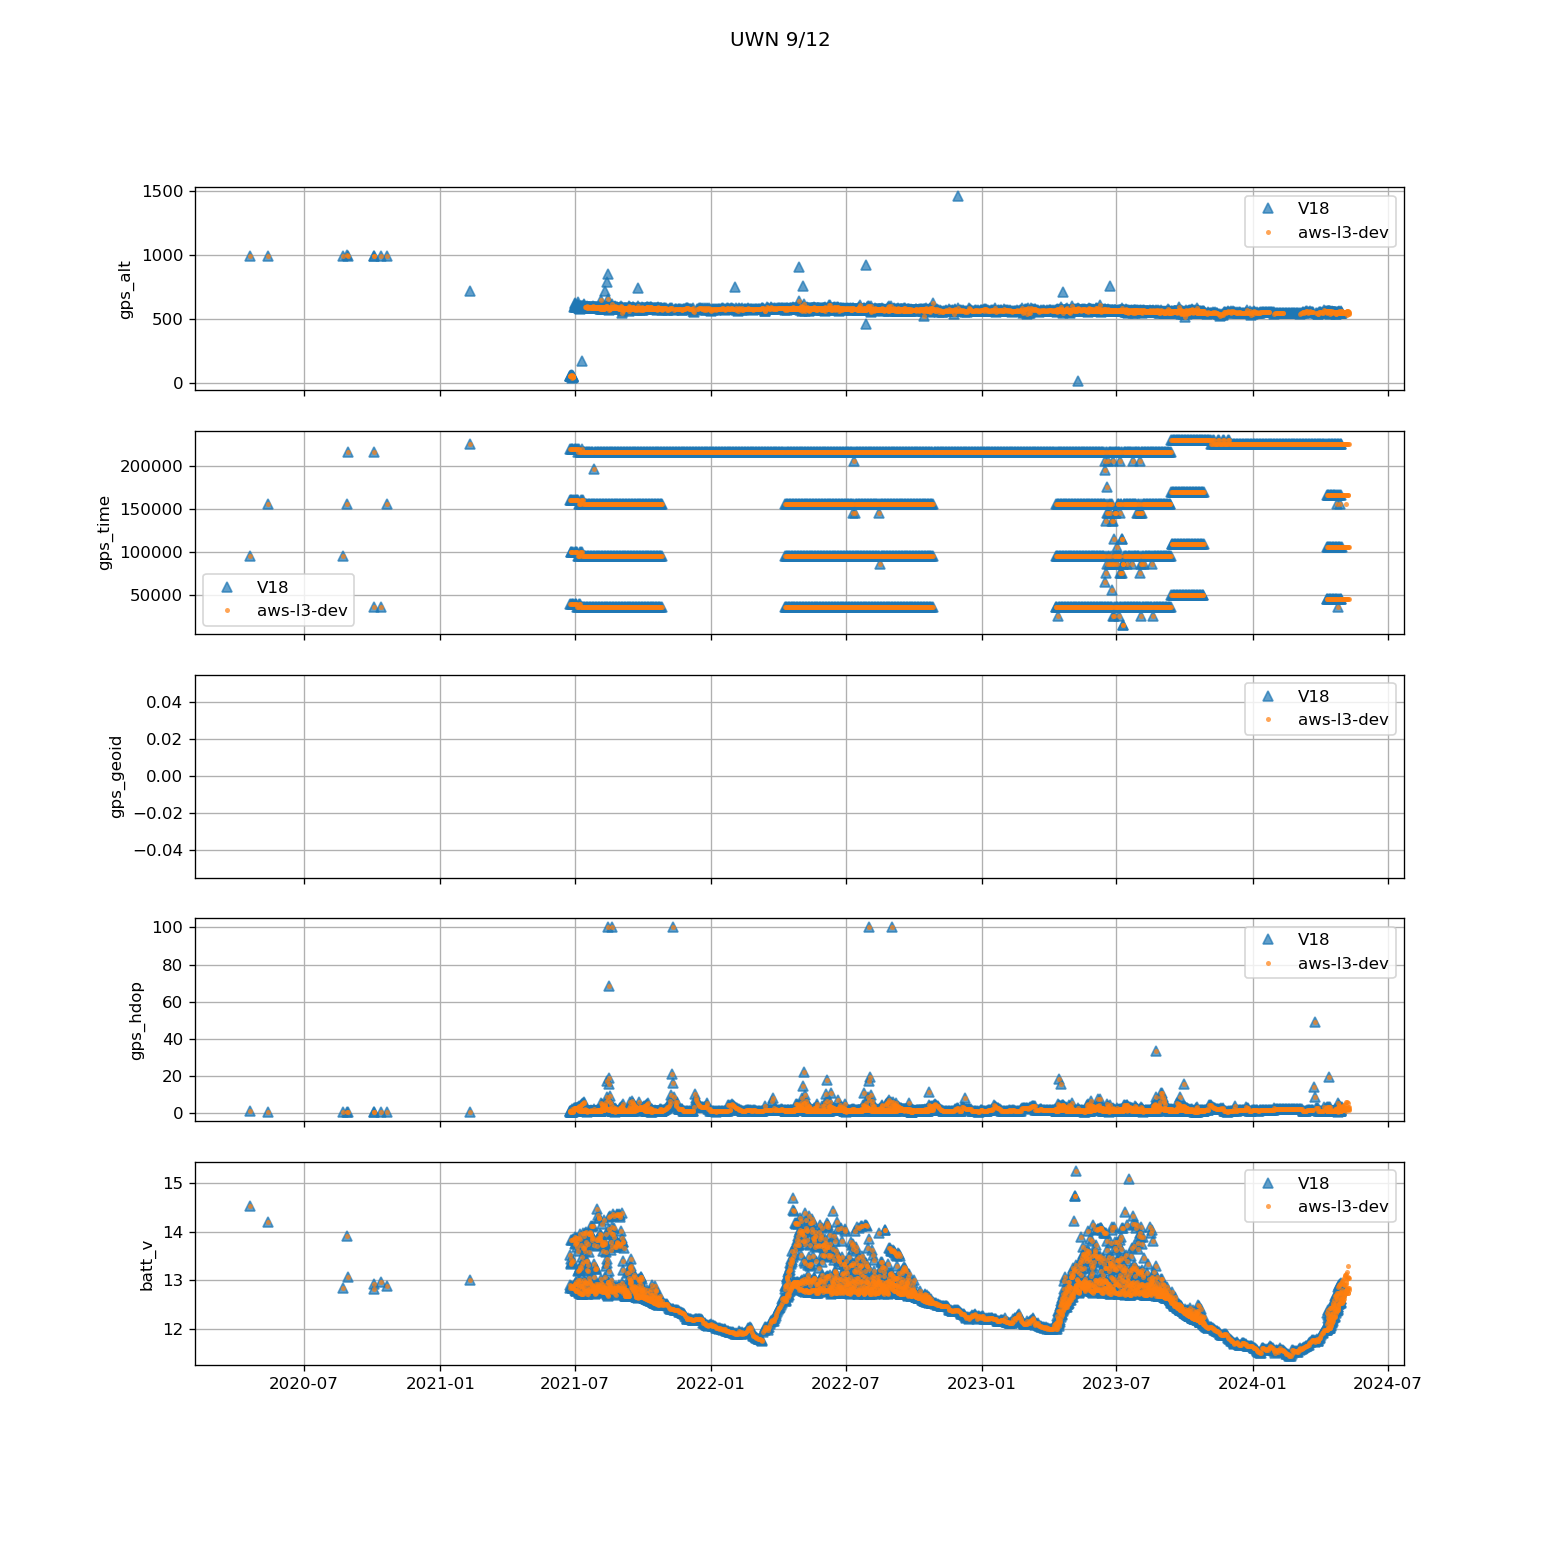 UWN 9/12
1500
1000
500
0
gps_alt
V18
aws-l3-dev
200000
150000
100000
50000
gps_time
V18
aws-l3-dev
0.04
0.02
0.00
−0.02
−0.04
gps_geoid
V18
aws-l3-dev
100
80
60
40
20
0
gps_hdop
V18
aws-l3-dev
15
14
13
12
batt_v
V18
aws-l3-dev
2020-07 2021-01 2021-07 2022-01 2022-07 2023-01 2023-07 2024-01 2024-07